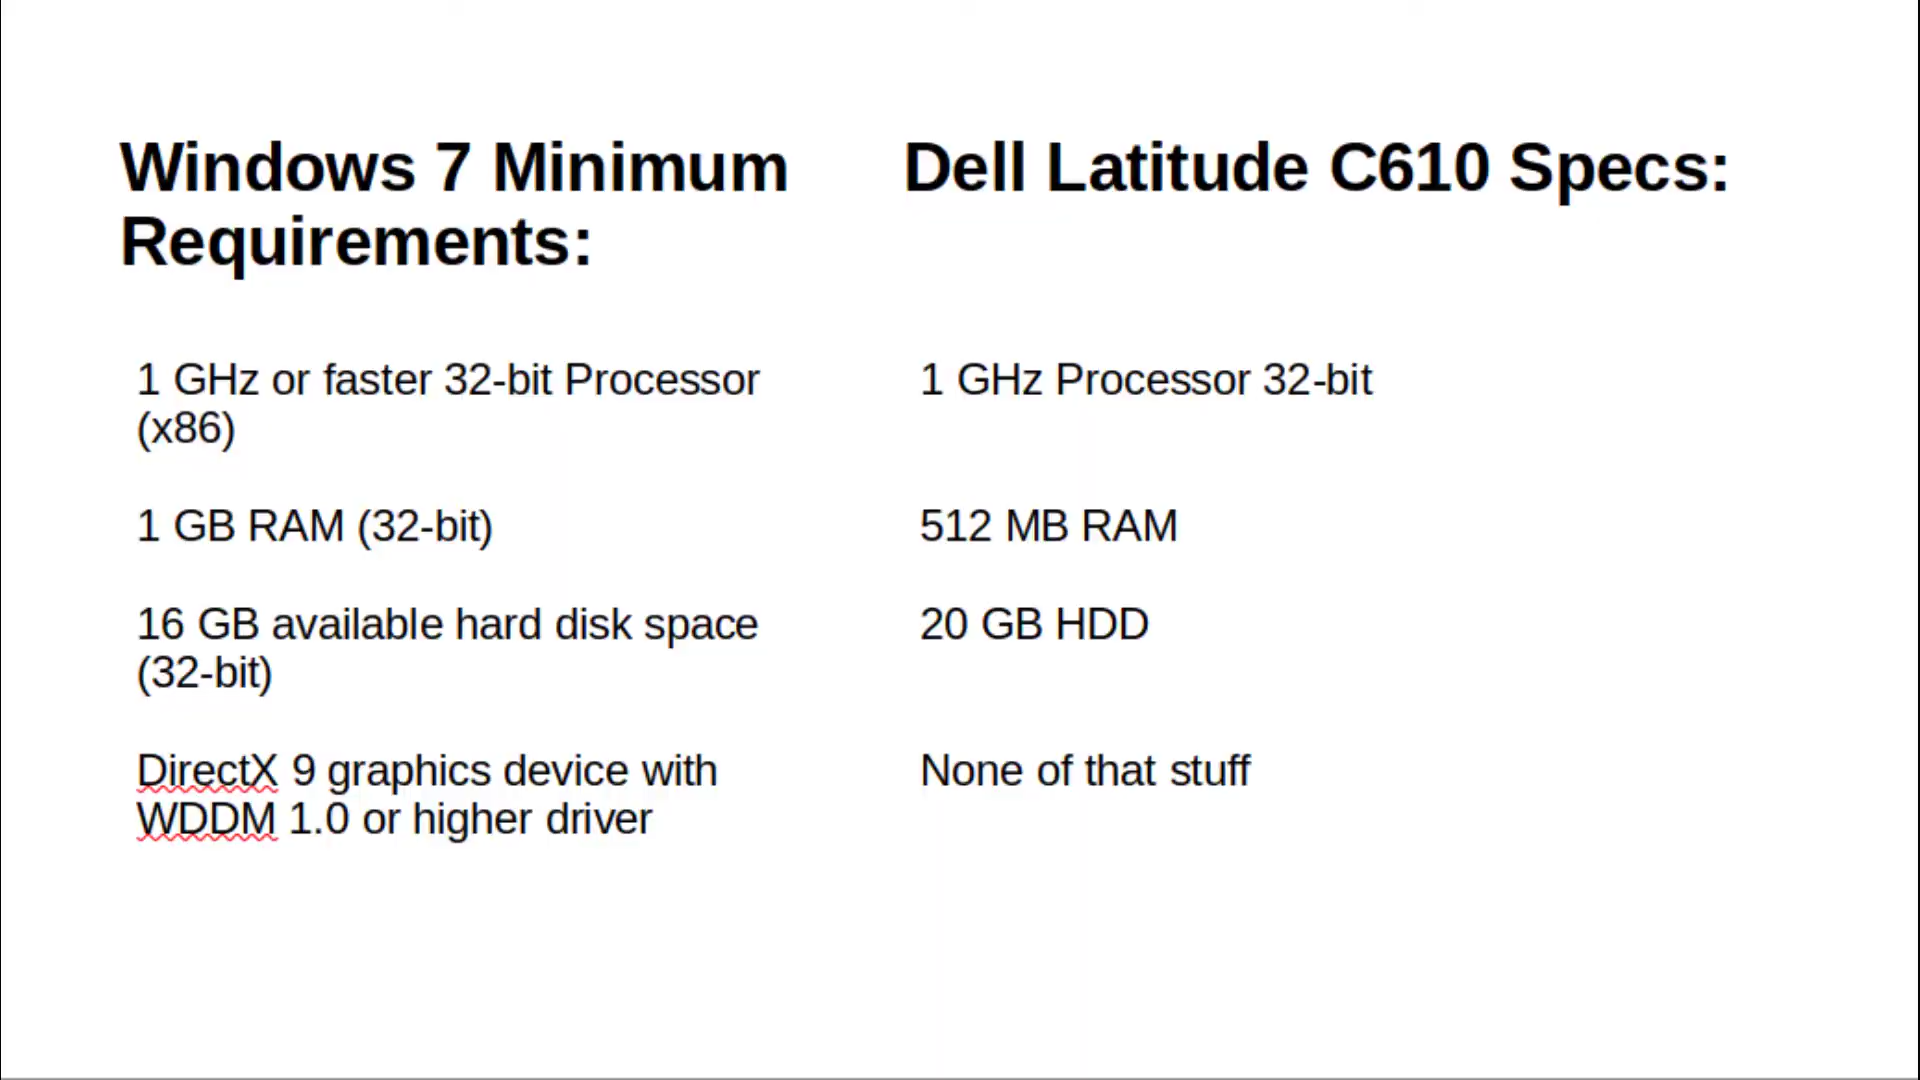 Windows 7 Minimum
Requirements:
1 GHz or faster 32-bit Processor
(x86)
1 GB RAM (32-bit)
16 GB available hard disk space
(32-bit)
DirectX 9 graphics device with
WDDM 1.0 or higher driver
Dell Latitude C610 Specs:
1 GHz Processor 32-bit
512 MB RAM
20 GB HDD
None of that stuff